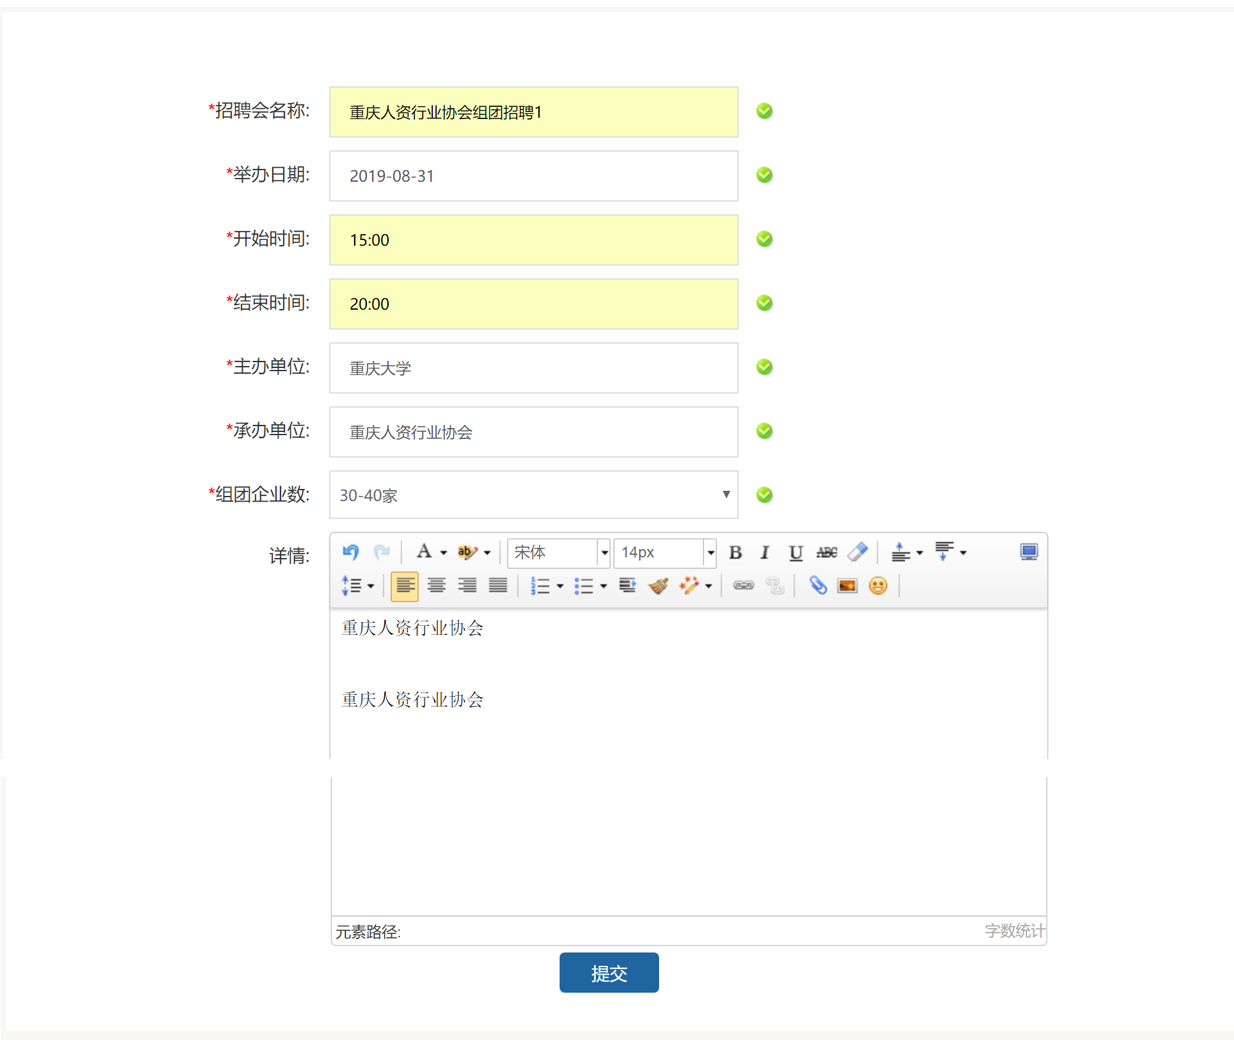 *招聘会名称: 重庆人资行业协会组团招聘1
*举办日期: 2019-08-31
*开始时间: 15:00
*结束时间: 20:00
*主办单位: 重庆大学
*承办单位: 重庆人资行业协会
*组团企业数: 30-40家
详情: A ab 宋体 14px B I U ABC
重庆人资行业协会
重庆人资行业协会
元素路径: 字数统计
提交